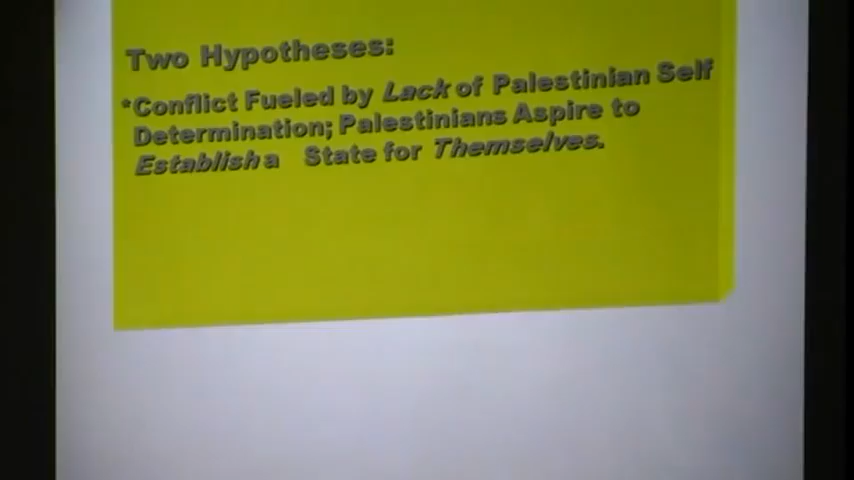 Two Hypotheses:
*Conflict Fueled by Lack of Palestinian Self
Determination; Palestinians Aspire to
Establish a State for Themselves.